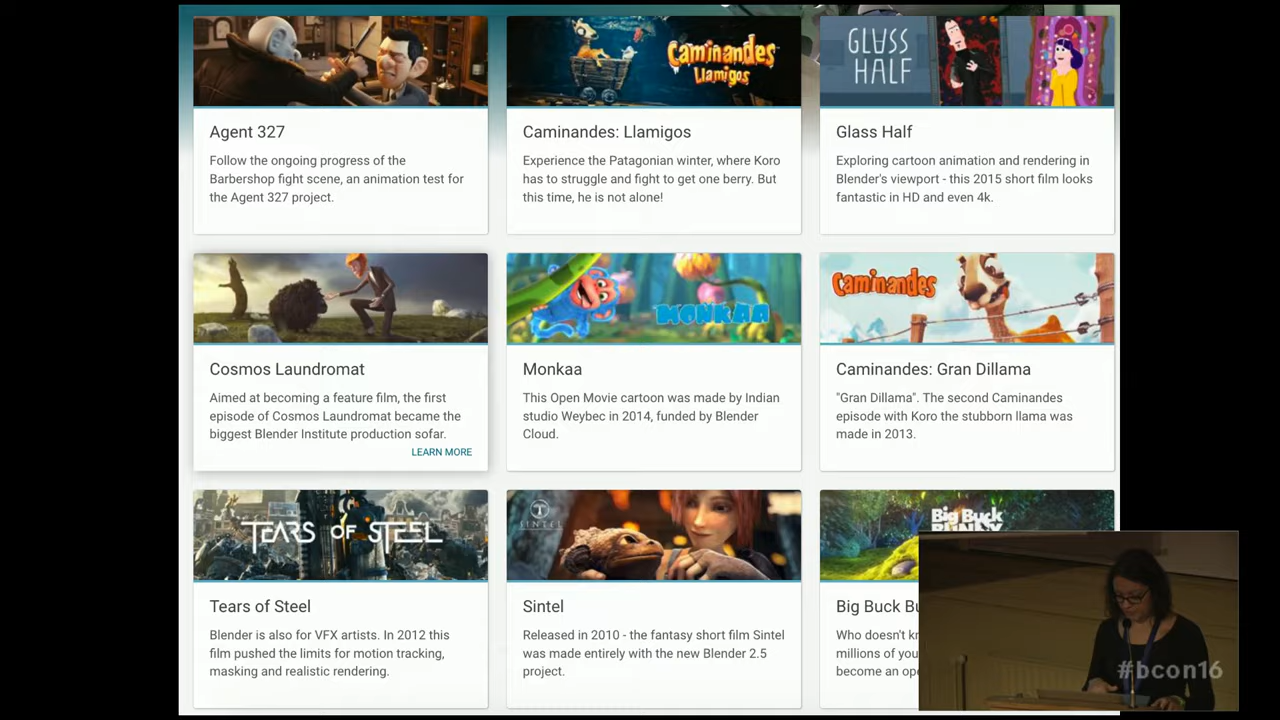 Caminandes
Llamigos
GLASS
HALF
Agent 327
Follow the ongoing progress of the
Barbershop fight scene, an animation test for
the Agent 327 project.
Caminandes: Llamigos
Experience the Patagonian winter, where Koro
has to struggle and fight to get one berry. But
this time, he is not alone!
Glass Half
Exploring cartoon animation and rendering in
Blender's viewport - this 2015 short film looks
fantastic in HD and even 4k.
MONKAA
Caminandes
Cosmos Laundromat
Aimed at becoming a feature film, the first
episode of Cosmos Laundromat became the
biggest Blender Institute production sofar.
LEARN MORE
Monkaa
This Open Movie cartoon was made by Indian
studio Weybec in 2014, funded by Blender
Cloud.
Caminandes: Gran Dillama
"Gran Dillama". The second Caminandes
episode with Koro the stubborn llama was
made in 2013.
TEARS OF STEEL
SINTEL
Big Buck
BUNNY
Tears of Steel
Blender is also for VFX artists. In 2012 this
film pushed the limits for motion tracking,
masking and realistic rendering.
Sintel
Released in 2010 - the fantasy short film Sintel
was made entirely with the new Blender 2.5
project.
Big Buck Bu
Who doesn't kn
millions of you
become an ope
#bcon16